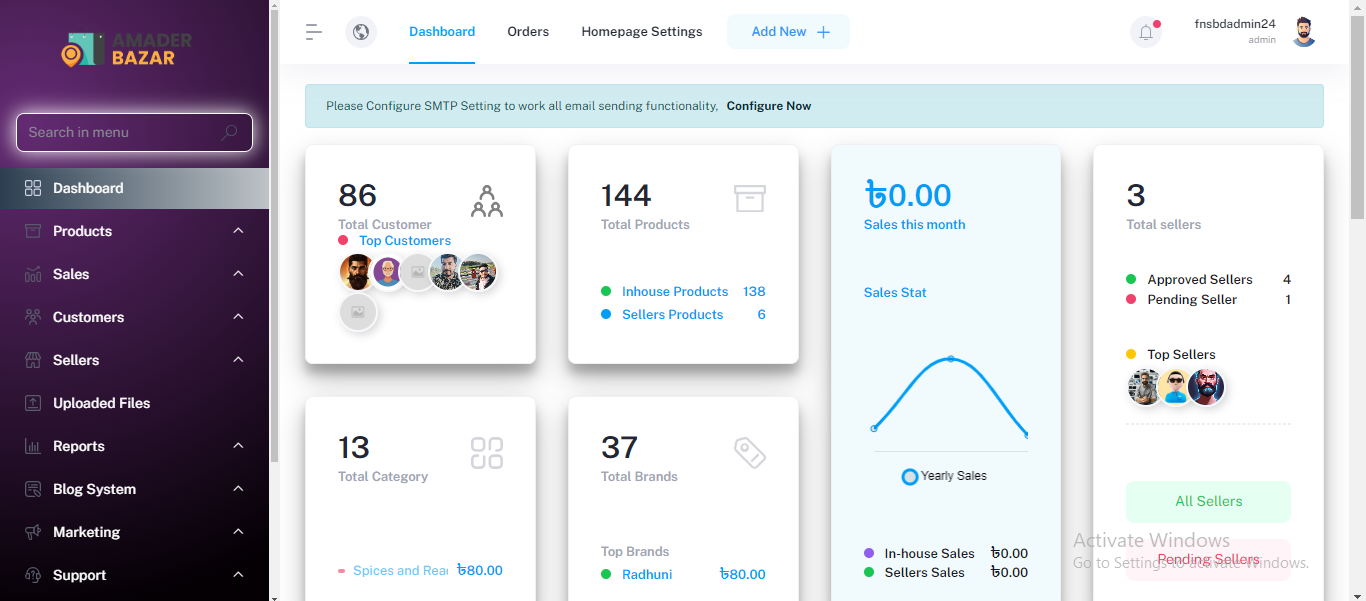 AMADER
BAZAR
Search in menu
Dashboard
Products
Sales
Customers
Sellers
Uploaded Files
Reports
Blog System
Marketing
Support
Dashboard
Orders
Homepage Settings
Add New
fnsbdadmin24
admin
Please Configure SMTP Setting to work all email sending functionality, Configure Now
86
Total Customer
Top Customers
144
Total Products
Inhouse Products 138
Sellers Products 6
৳0.00
Sales this month
Sales Stat
Yearly Sales
In-house Sales ৳0.00
Sellers Sales ৳0.00
3
Total sellers
Approved Sellers 4
Pending Seller 1
Top Sellers
All Sellers
Pending Sellers
13
Total Category
Spices and ৳80.00
37
Total Brands
Top Brands
Radhuni ৳80.00
Activate Windows
Go to Settings to activate Windows.